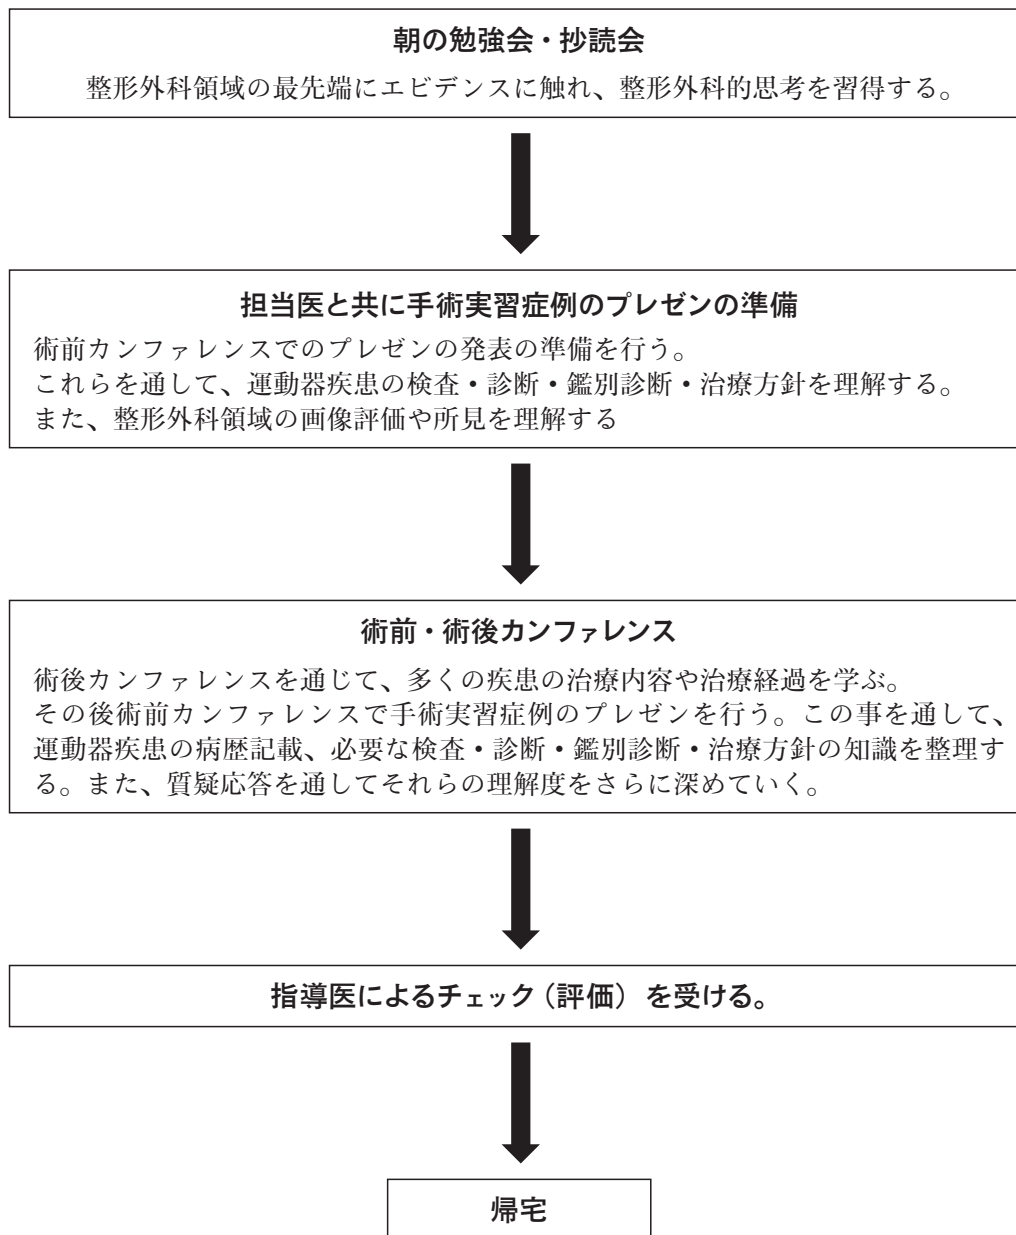 朝の勉強会・抄読会
整形外科領域の最先端にエビデンスに触れ、整形外科的思考を習得する。
担当医と共に手術実習症例のプレゼンの準備
術前カンファレンスでのプレゼンの発表の準備を行う。
これらを通して、運動器疾患の検査・診断・鑑別診断・治療方針を理解する。
また、整形外科領域の画像評価や所見を理解する
術前・術後カンファレンス
術後カンファレンスを通じて、多くの疾患の治療内容や治療経過を学ぶ。
その後術前カンファレンスで手術実習症例のプレゼンを行う。この事を通して、
運動器疾患の病歴記載、必要な検査・診断・鑑別診断・治療方針の知識を整理す
る。また、質疑応答を通してそれらの理解度をさらに深めていく。
指導医によるチェック（評価）を受ける。
帰宅